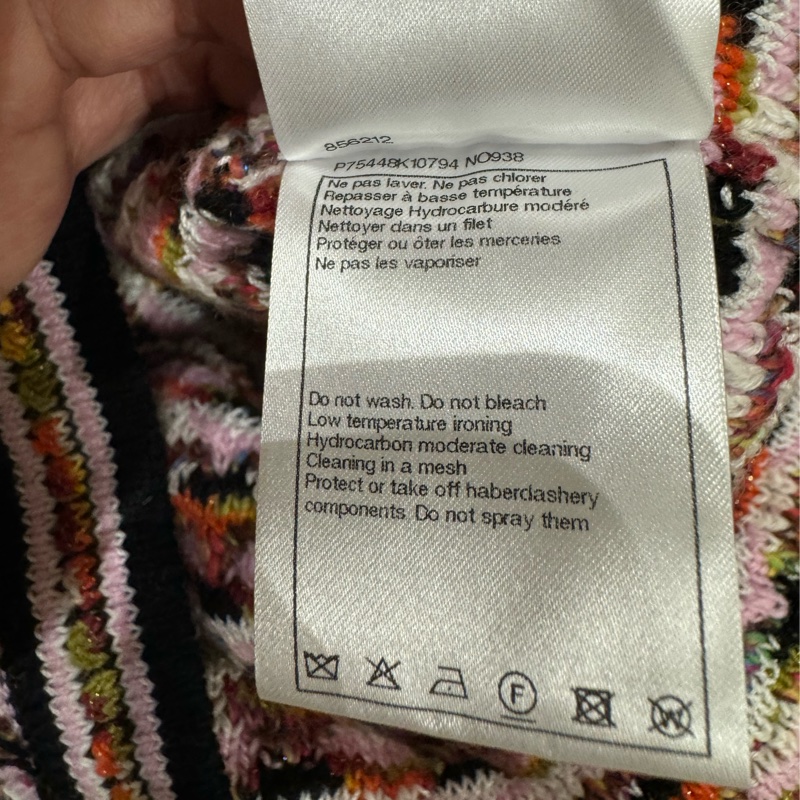 856212
P75448K10794 NO938
Ne pas laver. Ne pas chlorer
Repasser à basse température
Nettoyage Hydrocarbure modéré
Nettoyer dans un filet
Protéger ou ôter les merceries
Ne pas les vaporiser
Do not wash. Do not bleach
Low temperature ironing
Hydrocarbon moderate cleaning
Cleaning in a mesh
Protect or take off haberdashery
components. Do not spray them
F W